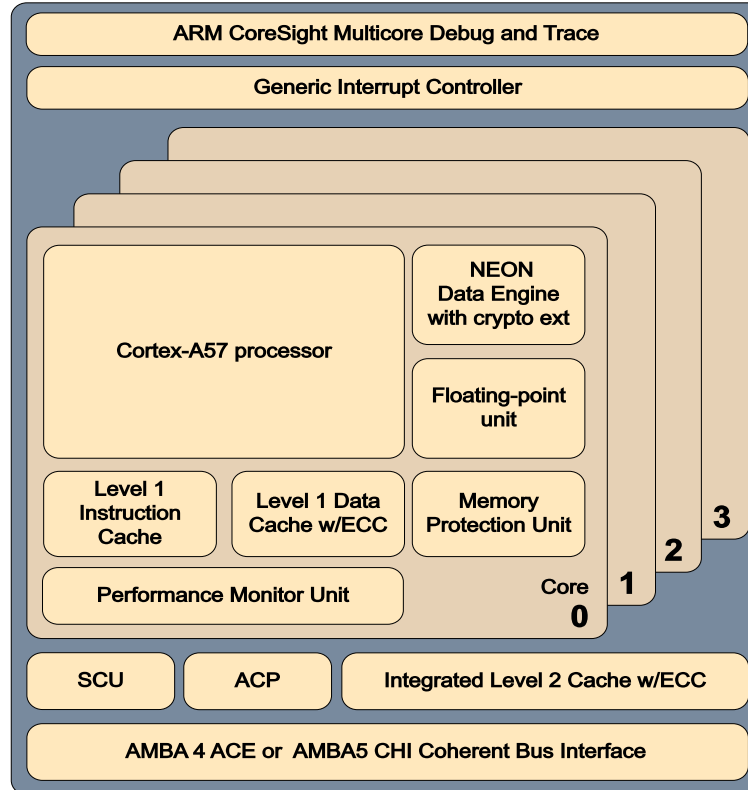 ARM CoreSight Multicore Debug and Trace
Generic Interrupt Controller
Cortex-A57 processor
NEON
Data Engine
with crypto ext
Floating-point
unit
Level 1
Instruction
Cache
Level 1 Data
Cache w/ECC
Memory
Protection Unit
Performance Monitor Unit
Core
0
1
2
3
SCU
ACP
Integrated Level 2 Cache w/ECC
AMBA 4 ACE or AMBA5 CHI Coherent Bus Interface